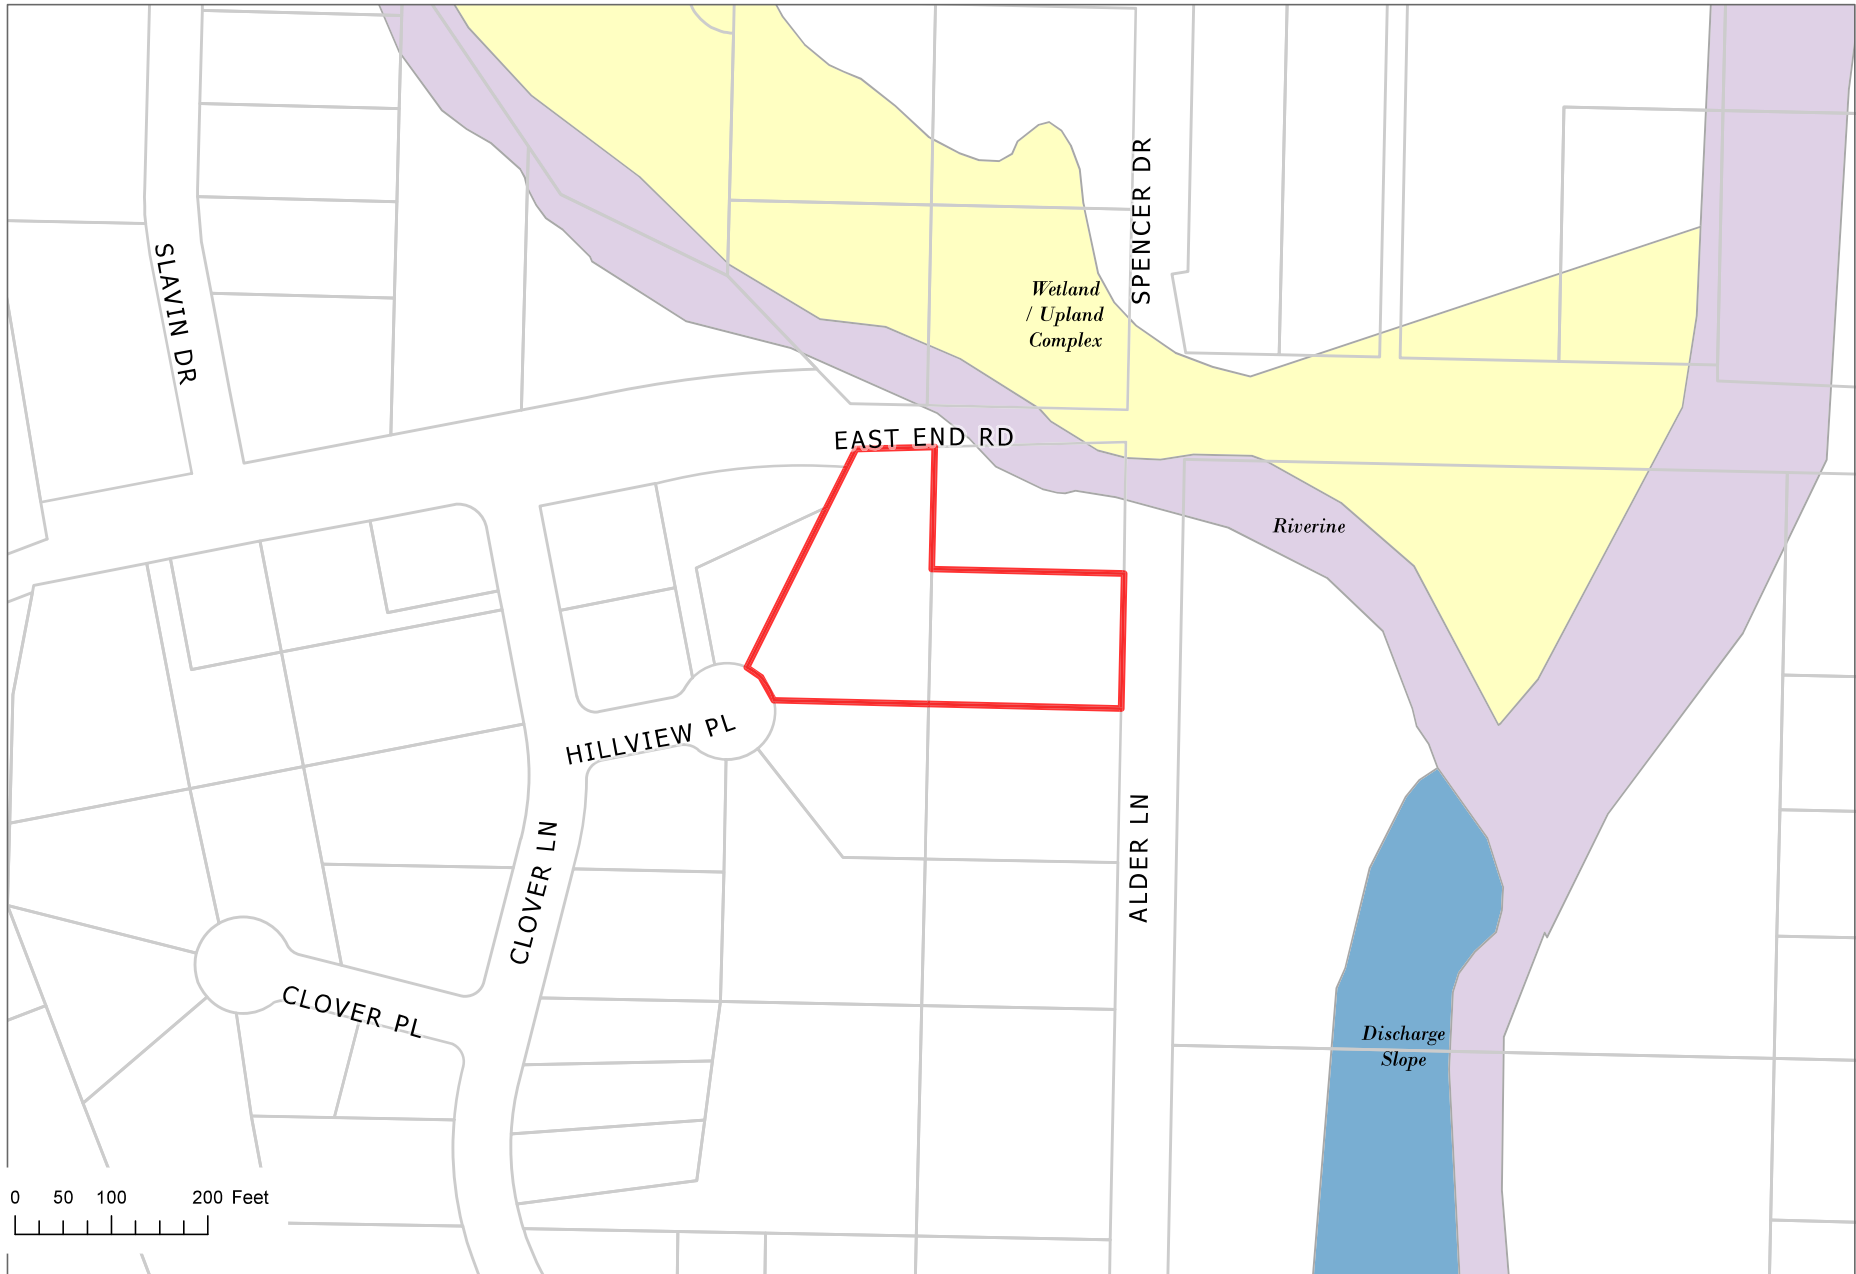 SPENCER DR
SLAVIN DR
Wetland
/ Upland
Complex
EAST END RD
Riverine
HILLVIEW PL
CLOVER LN
ALDER LN
CLOVER PL
Discharge
Slope
0 50 100 200 Feet